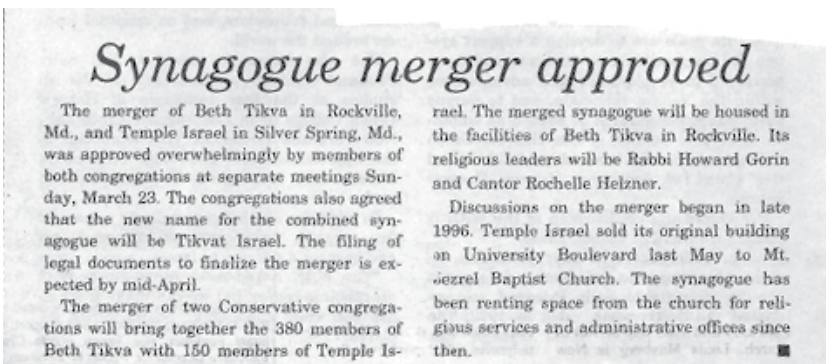 Synagogue merger approved
The merger of Beth Tikva in Rockville,
Md., and Temple Israel in Silver Spring, Md.,
was approved overwhelmingly by members of
both congregations at separate meetings Sun-
day, March 23. The congregations also agreed
that the new name for the combined syn-
agogue will be Tikvat Israel. The filing of
legal documents to finalize the merger is ex-
pected by mid-April.
The merger of two Conservative congrega-
tions will bring together the 380 members of
Beth Tikva with 150 members of Temple Is-
rael. The merged synagogue will be housed in
the facilities of Beth Tikva in Rockville. Its
religious leaders will be Rabbi Howard Gorin
and Cantor Rochelle Helzner.
Discussions on the merger began in late
1996. Temple Israel sold its original building
on University Boulevard last May to Mt.
Jezrel Baptist Church. The synagogue has
been renting space from the church for reli-
gious services and administrative offices since
then.